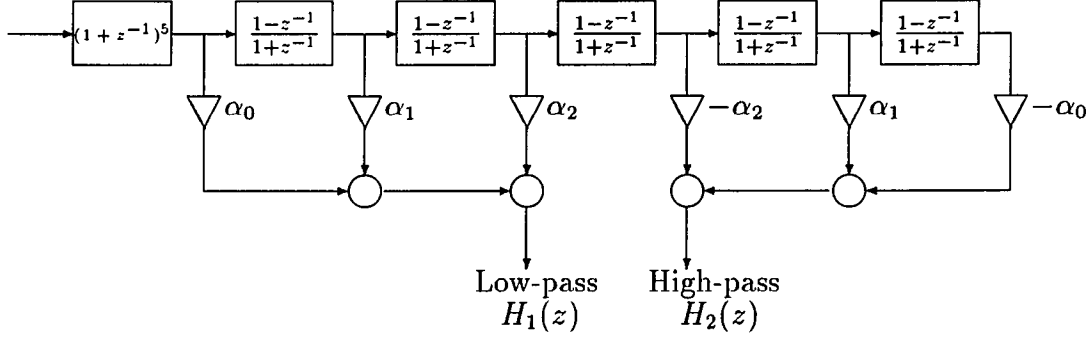 (1 + z⁻¹)⁵ 1−z⁻¹/1+z⁻¹ 1−z⁻¹/1+z⁻¹ 1−z⁻¹/1+z⁻¹ 1−z⁻¹/1+z⁻¹ 1−z⁻¹/1+z⁻¹
α₀ α₁ α₂ −α₂ α₁ −α₀
Low-pass High-pass
H₁(z) H₂(z)